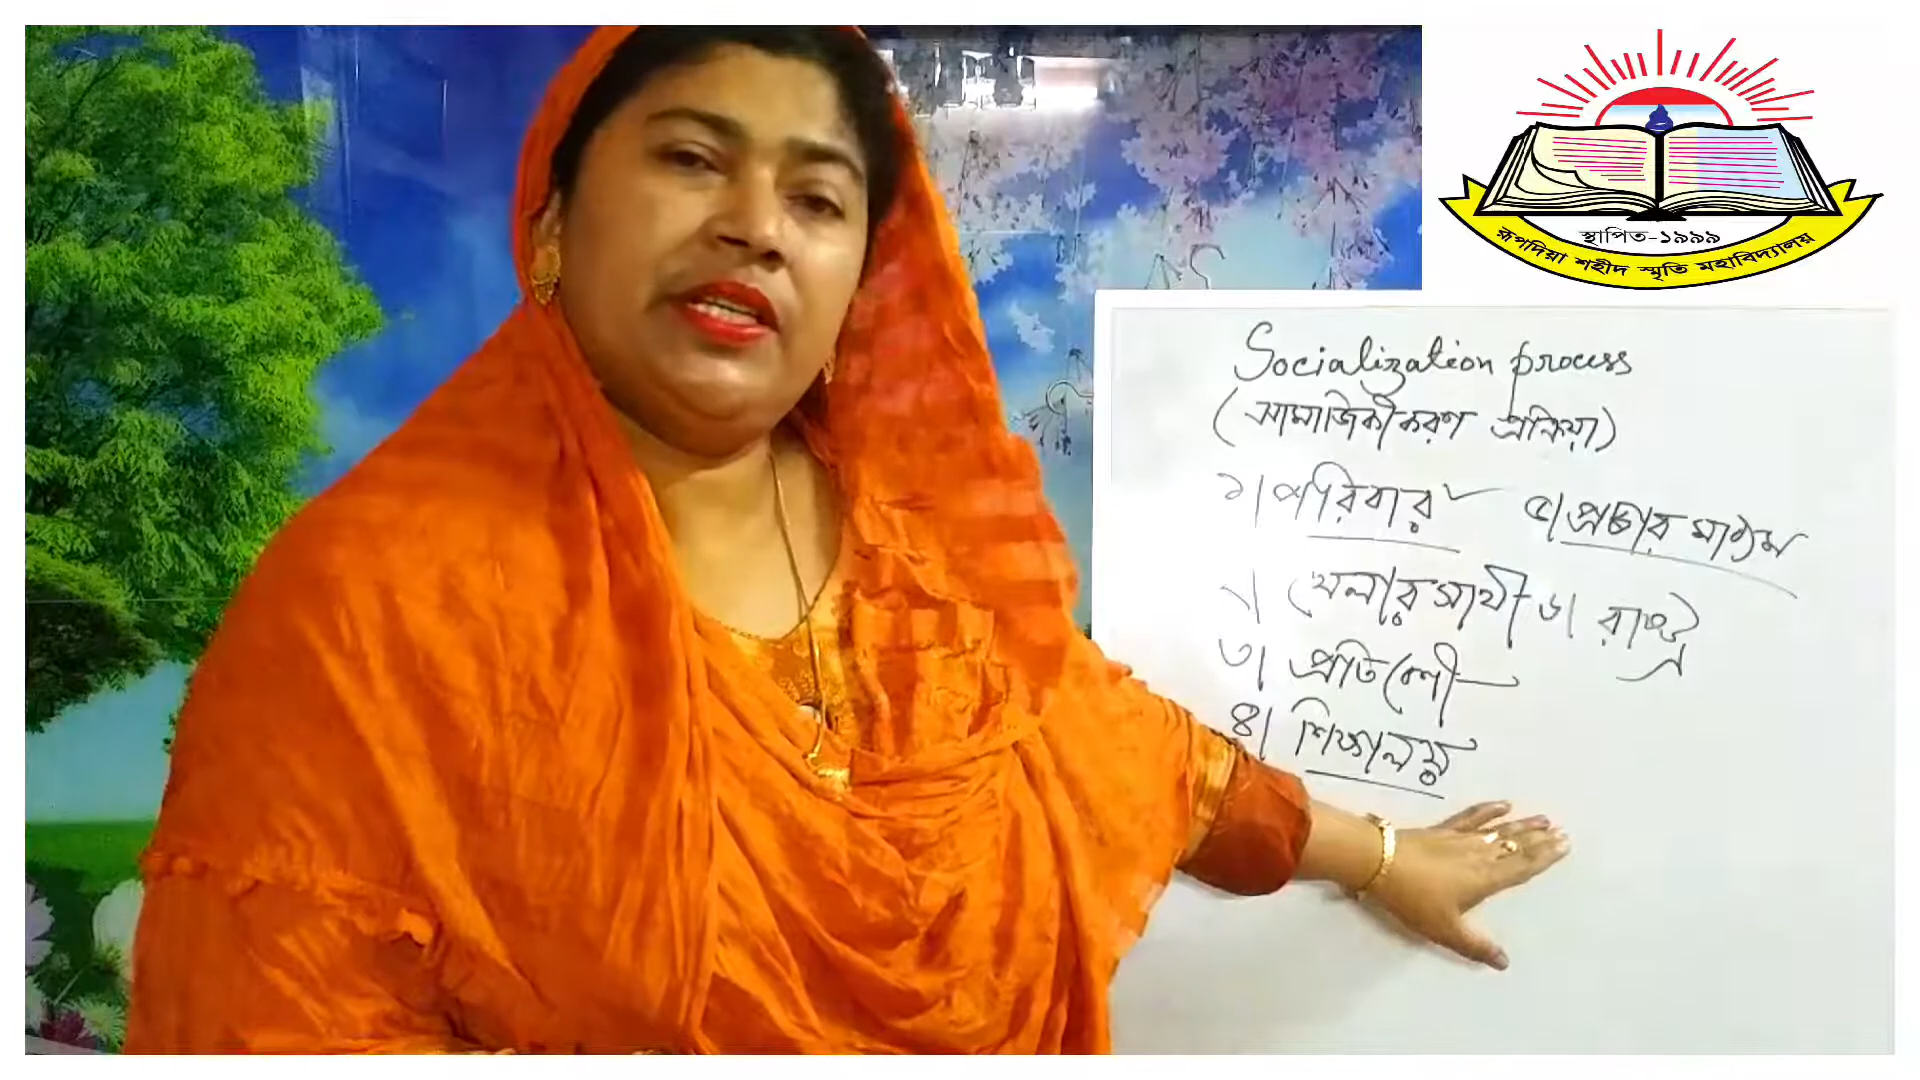 স্থাপিত-১৯৯৯
রূপদিয়া শহীদ স্মৃতি মহাবিদ্যালয়
Socialization process
(সামাজিকীকরণ প্রক্রিয়া)
১। পরিবার
২। খেলার সাথী
৩। প্রতিবেশী
৪। শিক্ষালয়
৫। প্রচার মাধ্যম
৬। রাষ্ট্র